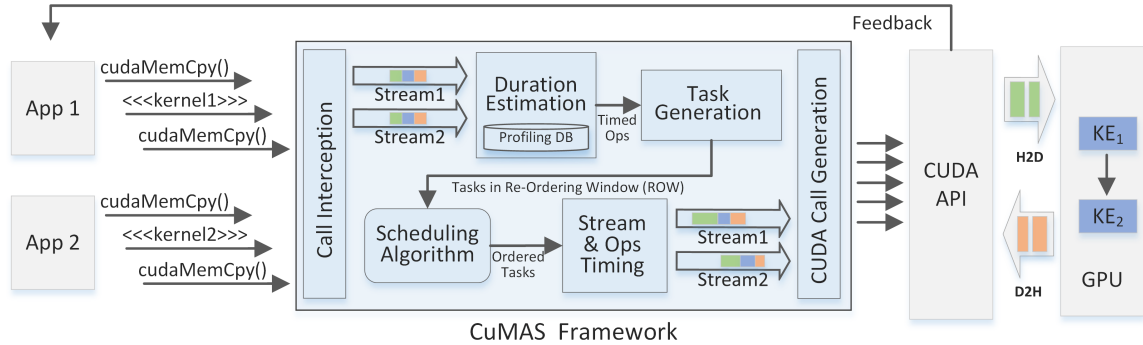 Feedback
App 1
cudaMemCpy()
<<<kernel1>>>
cudaMemCpy()
App 2
cudaMemCpy()
<<<kernel2>>>
cudaMemCpy()
Call Interception
Stream1
Stream2
Duration
Estimation
Profiling DB
Timed
Ops
Task
Generation
Tasks in Re-Ordering Window (ROW)
Scheduling
Algorithm
Ordered
Tasks
Stream
& Ops
Timing
Stream1
Stream2
CUDA Call Generation
CuMAS Framework
CUDA
API
H2D
D2H
KE1
KE2
GPU